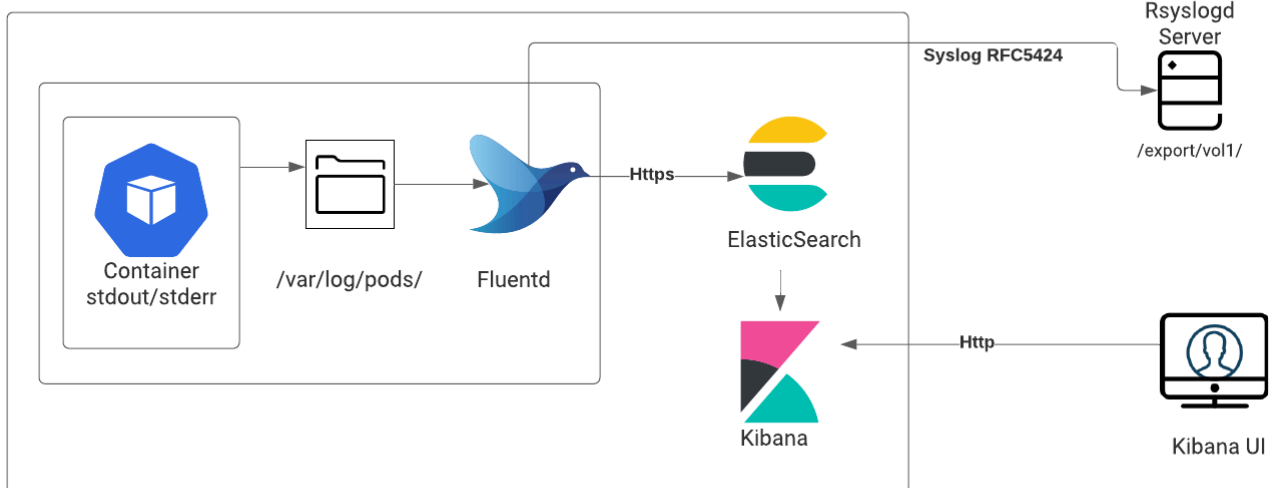 Rsyslogd
Server
Syslog RFC5424
/export/vol1/
Https
ElasticSearch
Container
stdout/stderr
/var/log/pods/
Fluentd
Http
Kibana
Kibana UI